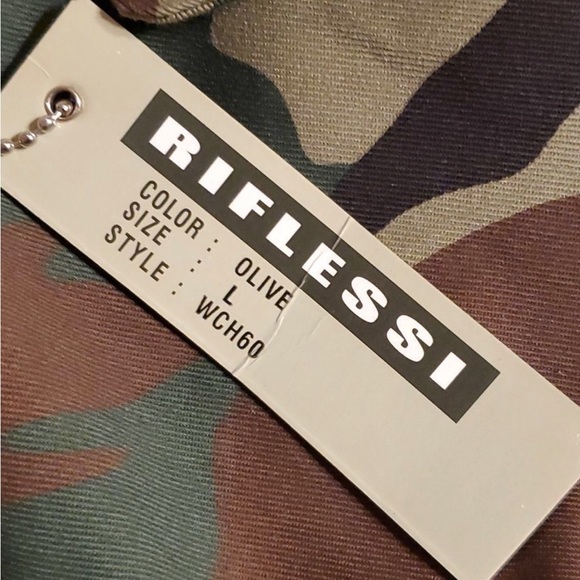 RIFLESSI
COLOR : OLIVE
SIZE : L
STYLE : WCH60